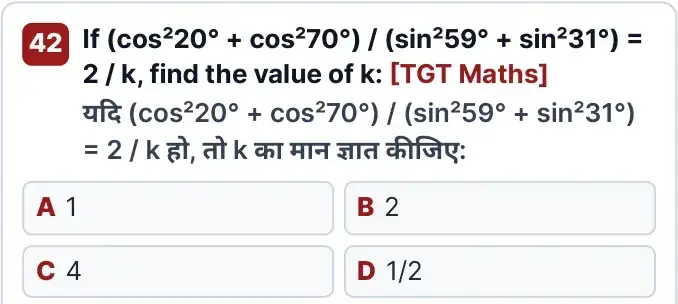 42 If (cos²20° + cos²70°) / (sin²59° + sin²31°) =
2 / k, find the value of k: [TGT Maths]
यदि (cos²20° + cos²70°) / (sin²59° + sin²31°)
= 2 / k हो, तो k का मान ज्ञात कीजिए:
A 1
B 2
C 4
D 1/2